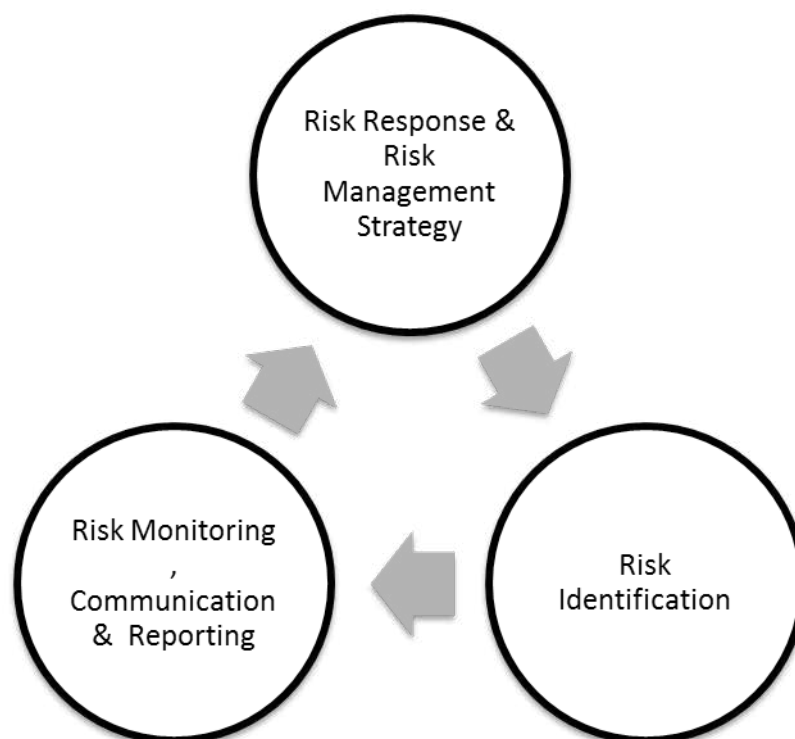 Risk Response &
Risk
Management
Strategy
Risk Monitoring
,
Communication
& Reporting
Risk
Identification